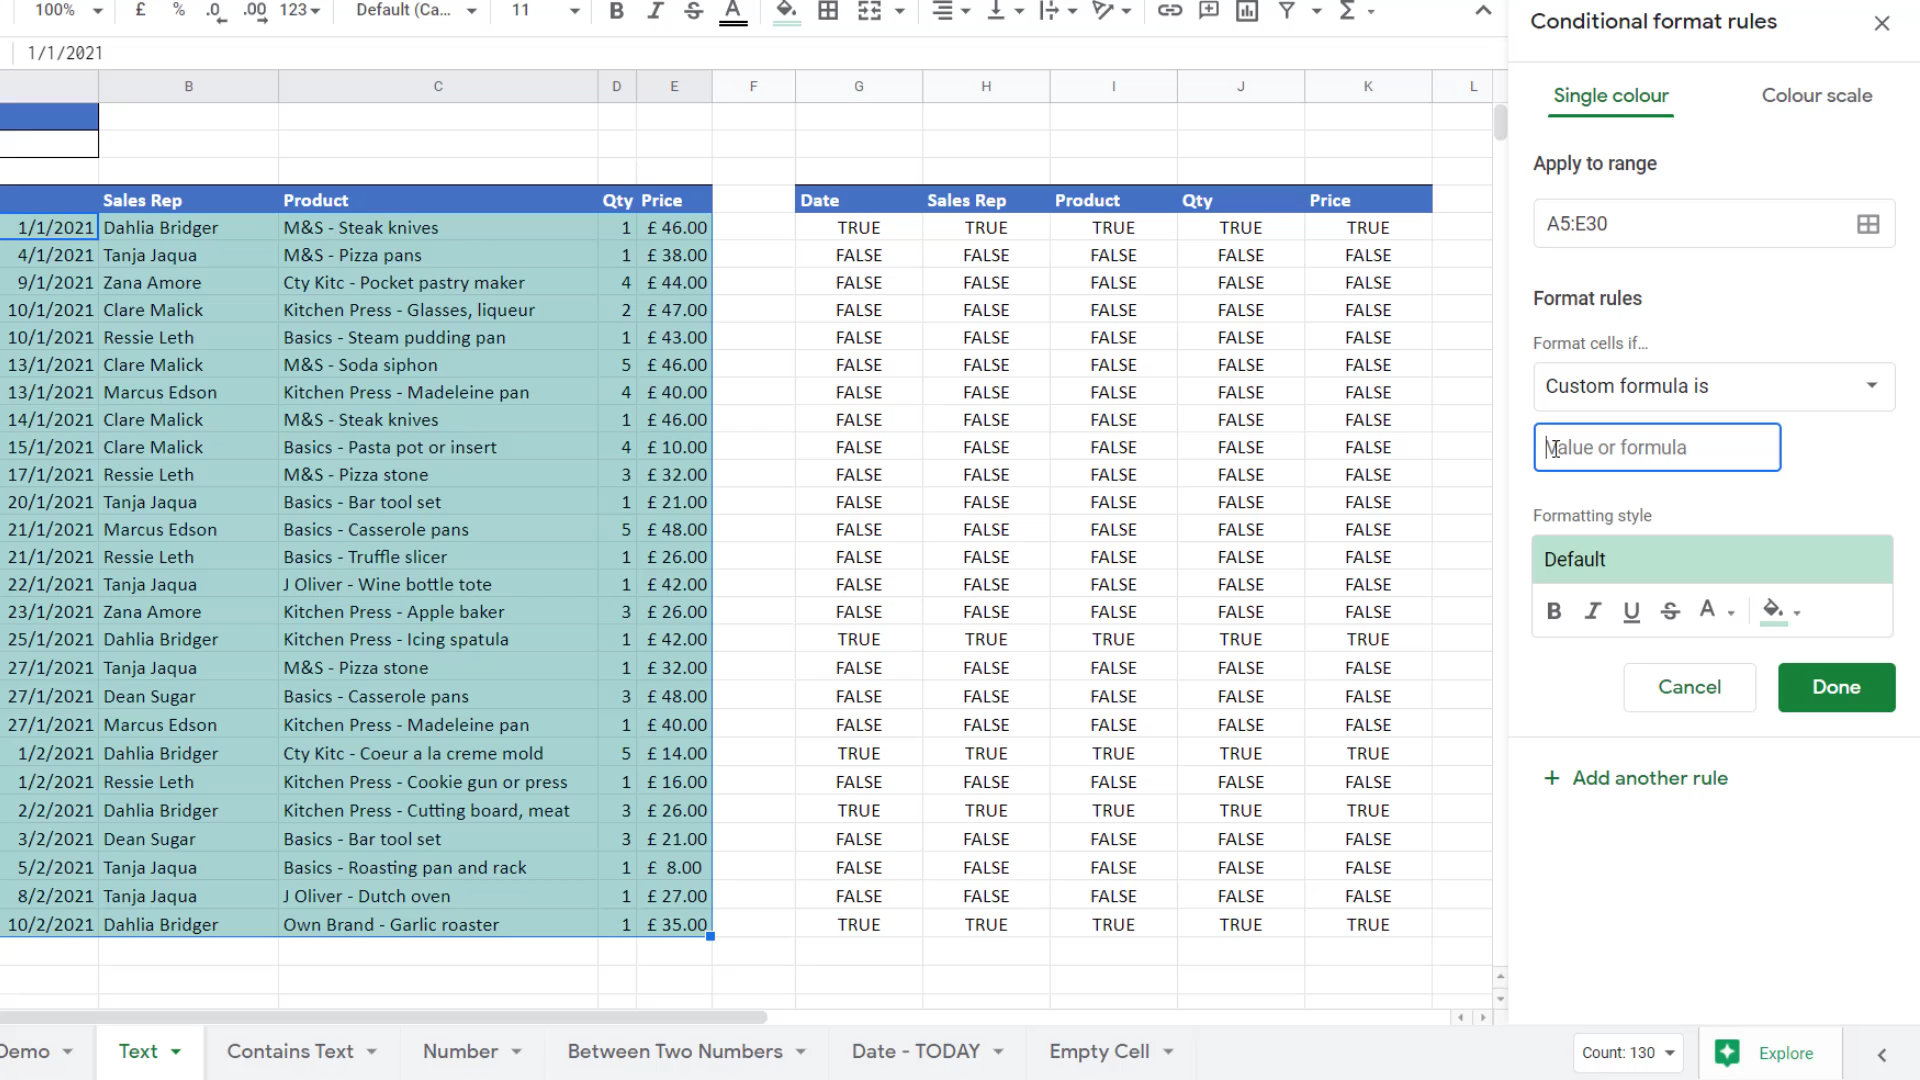 100% £ % .0 .00 123 Default (Ca... 11 B I S A Σ
1/1/2021
B C D E F G H I J K L
Sales Rep Product Qty Price Date Sales Rep Product Qty Price
1/1/2021 Dahlia Bridger M&S - Steak knives 1 £ 46.00 TRUE TRUE TRUE TRUE TRUE
4/1/2021 Tanja Jaqua M&S - Pizza pans 1 £ 38.00 FALSE FALSE FALSE FALSE FALSE
9/1/2021 Zana Amore Cty Kitc - Pocket pastry maker 4 £ 44.00 FALSE FALSE FALSE FALSE FALSE
10/1/2021 Clare Malick Kitchen Press - Glasses, liqueur 2 £ 47.00 FALSE FALSE FALSE FALSE FALSE
10/1/2021 Ressie Leth Basics - Steam pudding pan 1 £ 43.00 FALSE FALSE FALSE FALSE FALSE
13/1/2021 Clare Malick M&S - Soda siphon 5 £ 46.00 FALSE FALSE FALSE FALSE FALSE
13/1/2021 Marcus Edson Kitchen Press - Madeleine pan 4 £ 40.00 FALSE FALSE FALSE FALSE FALSE
14/1/2021 Clare Malick M&S - Steak knives 1 £ 46.00 FALSE FALSE FALSE FALSE FALSE
15/1/2021 Clare Malick Basics - Pasta pot or insert 4 £ 10.00 FALSE FALSE FALSE FALSE FALSE
17/1/2021 Ressie Leth M&S - Pizza stone 3 £ 32.00 FALSE FALSE FALSE FALSE FALSE
20/1/2021 Tanja Jaqua Basics - Bar tool set 1 £ 21.00 FALSE FALSE FALSE FALSE FALSE
21/1/2021 Marcus Edson Basics - Casserole pans 5 £ 48.00 FALSE FALSE FALSE FALSE FALSE
21/1/2021 Ressie Leth Basics - Truffle slicer 1 £ 26.00 FALSE FALSE FALSE FALSE FALSE
22/1/2021 Tanja Jaqua J Oliver - Wine bottle tote 1 £ 42.00 FALSE FALSE FALSE FALSE FALSE
23/1/2021 Zana Amore Kitchen Press - Apple baker 3 £ 26.00 FALSE FALSE FALSE FALSE FALSE
25/1/2021 Dahlia Bridger Kitchen Press - Icing spatula 1 £ 42.00 TRUE TRUE TRUE TRUE TRUE
27/1/2021 Tanja Jaqua M&S - Pizza stone 1 £ 32.00 FALSE FALSE FALSE FALSE FALSE
27/1/2021 Dean Sugar Basics - Casserole pans 3 £ 48.00 FALSE FALSE FALSE FALSE FALSE
27/1/2021 Marcus Edson Kitchen Press - Madeleine pan 1 £ 40.00 FALSE FALSE FALSE FALSE FALSE
1/2/2021 Dahlia Bridger Cty Kitc - Coeur a la creme mold 5 £ 14.00 TRUE TRUE TRUE TRUE TRUE
1/2/2021 Ressie Leth Kitchen Press - Cookie gun or press 1 £ 16.00 FALSE FALSE FALSE FALSE FALSE
2/2/2021 Dahlia Bridger Kitchen Press - Cutting board, meat 3 £ 26.00 TRUE TRUE TRUE TRUE TRUE
3/2/2021 Dean Sugar Basics - Bar tool set 3 £ 21.00 FALSE FALSE FALSE FALSE FALSE
5/2/2021 Tanja Jaqua Basics - Roasting pan and rack 1 £ 8.00 FALSE FALSE FALSE FALSE FALSE
8/2/2021 Tanja Jaqua J Oliver - Dutch oven 1 £ 27.00 FALSE FALSE FALSE FALSE FALSE
10/2/2021 Dahlia Bridger Own Brand - Garlic roaster 1 £ 35.00 TRUE TRUE TRUE TRUE TRUE
Demo Text Contains Text Number Between Two Numbers Date - TODAY Empty Cell Count: 130 Explore
Conditional format rules
Single colour Colour scale
Apply to range
A5:E30
Format rules
Format cells if...
Custom formula is
Value or formula
Formatting style
Default
B I U S A
Cancel Done
+ Add another rule